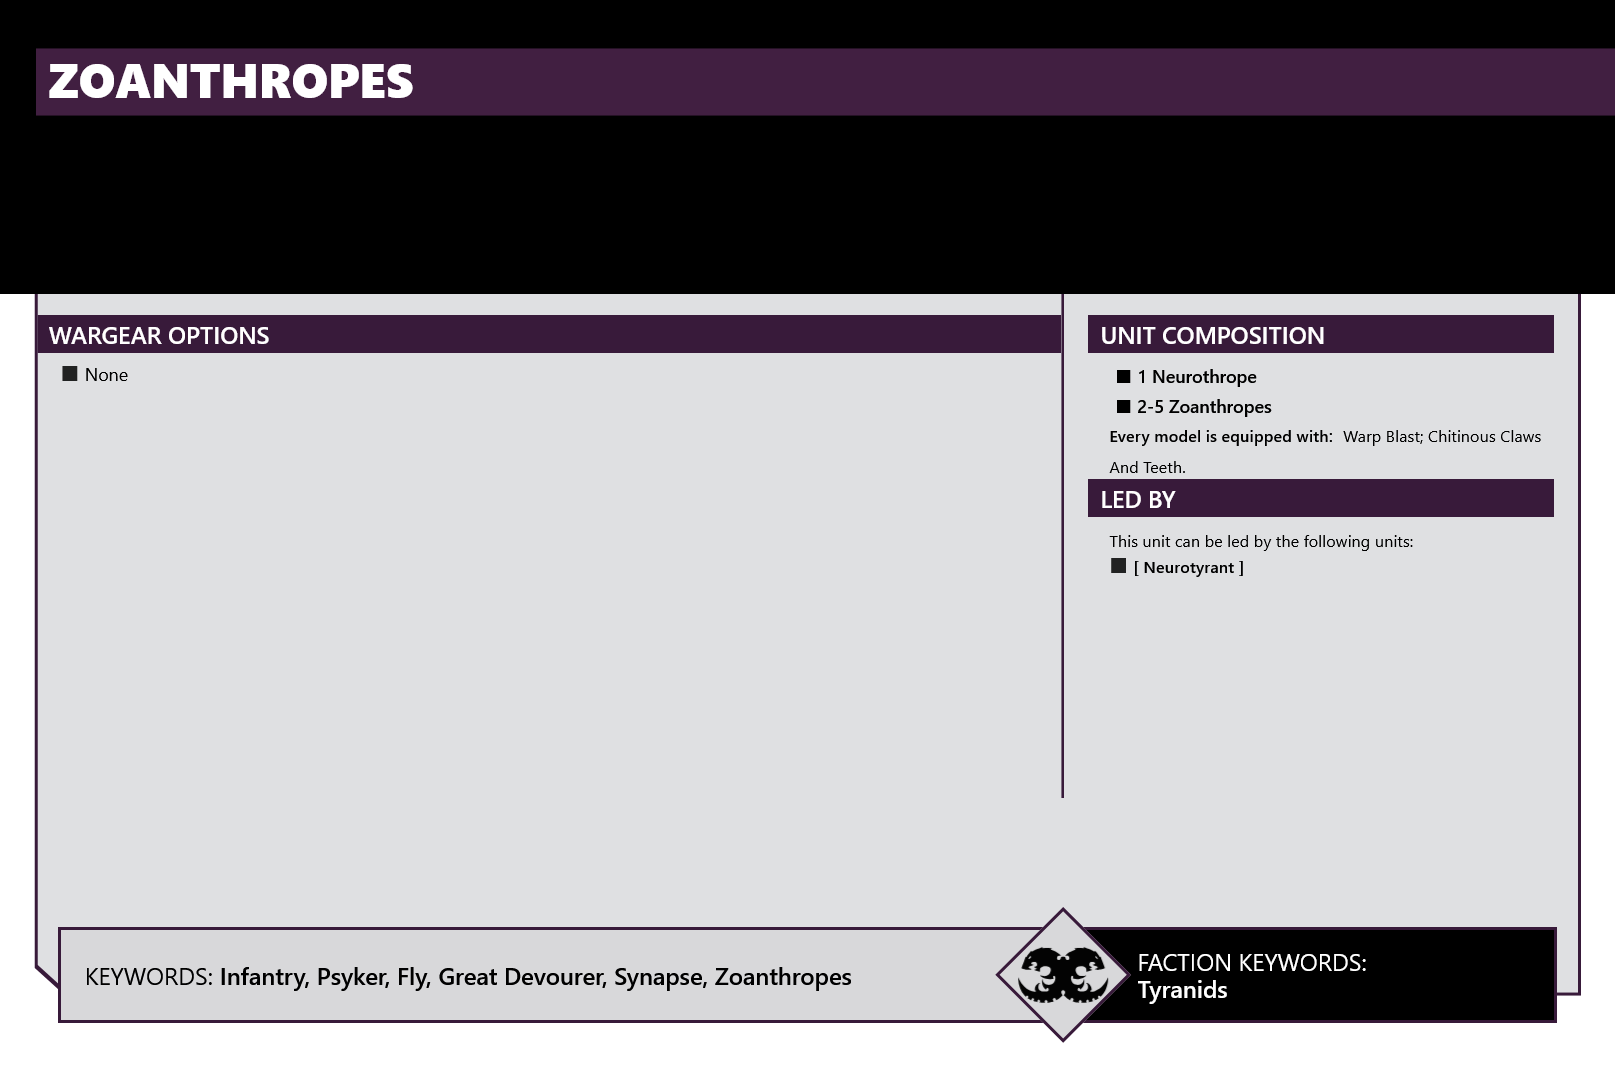 ZOANTHROPES
WARGEAR OPTIONS
None
UNIT COMPOSITION
1 Neurothrope
2-5 Zoanthropes
Every model is equipped with: Warp Blast; Chitinous Claws
And Teeth.
LED BY
This unit can be led by the following units:
[ Neurotyrant ]
KEYWORDS: Infantry, Psyker, Fly, Great Devourer, Synapse, Zoanthropes
FACTION KEYWORDS:
Tyranids